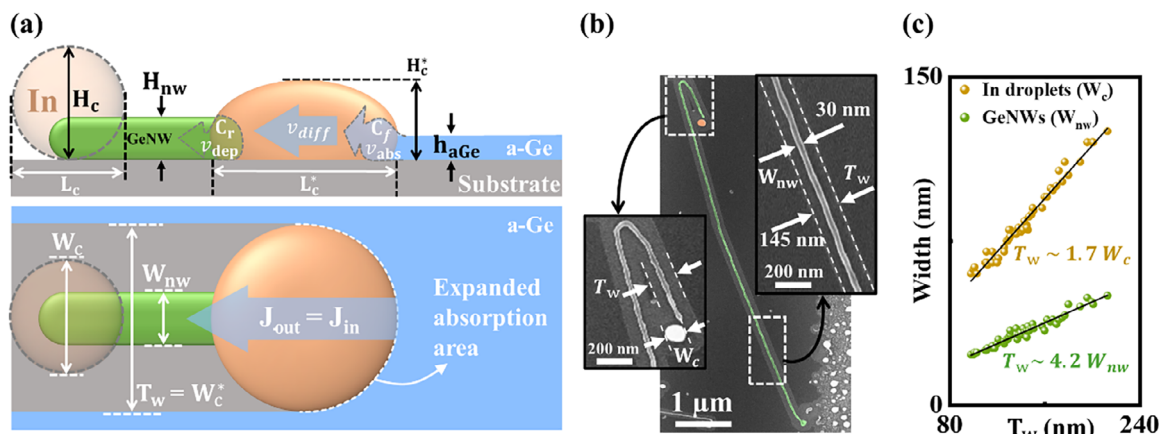 (a)
In
H_c
H_nw
GeNW
C_r
v_dep
v_diff
C_f
v_abs
H_c^*
h_aGe
a-Ge
L_c
L_c^*
Substrate
a-Ge
W_c
W_nw
J_out = J_in
T_w = W_c^*
Expanded
absorption
area
(b)
30 nm
W_nw
T_w
145 nm
200 nm
T_w
200 nm
W_c
1 μm
(c)
150
In droplets (W_c)
GeNWs (W_nw)
Width (nm)
T_w ~ 1.7 W_c
T_w ~ 4.2 W_nw
0
80
T_w (nm)
240